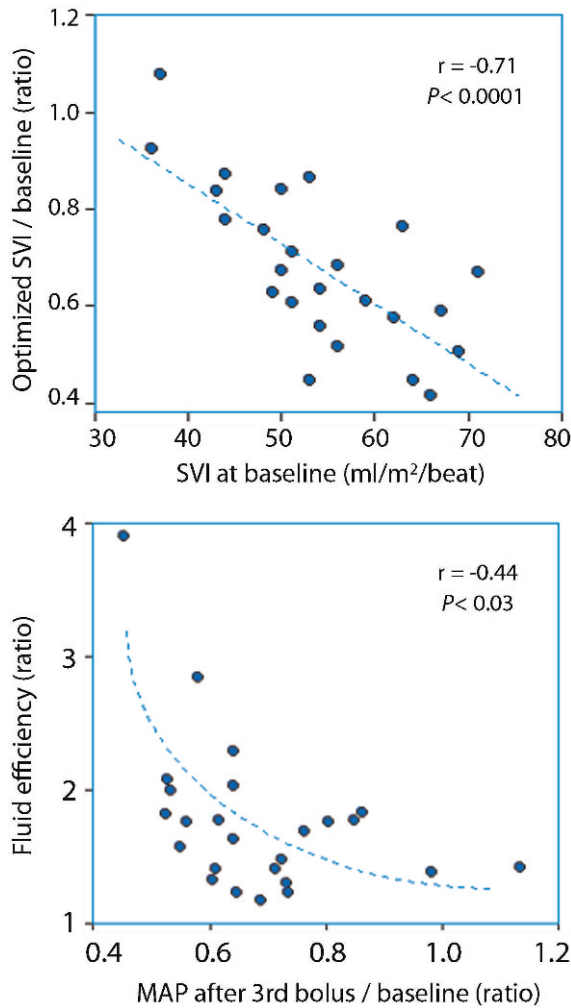 Optimized SVI / baseline (ratio)
1.2
1.0
0.8
0.6
0.4
r = -0.71
P< 0.0001
30 40 50 60 70 80
SVI at baseline (ml/m²/beat)
Fluid efficiency (ratio)
4
3
2
1
r = -0.44
P< 0.03
0.4 0.6 0.8 1.0 1.2
MAP after 3rd bolus / baseline (ratio)